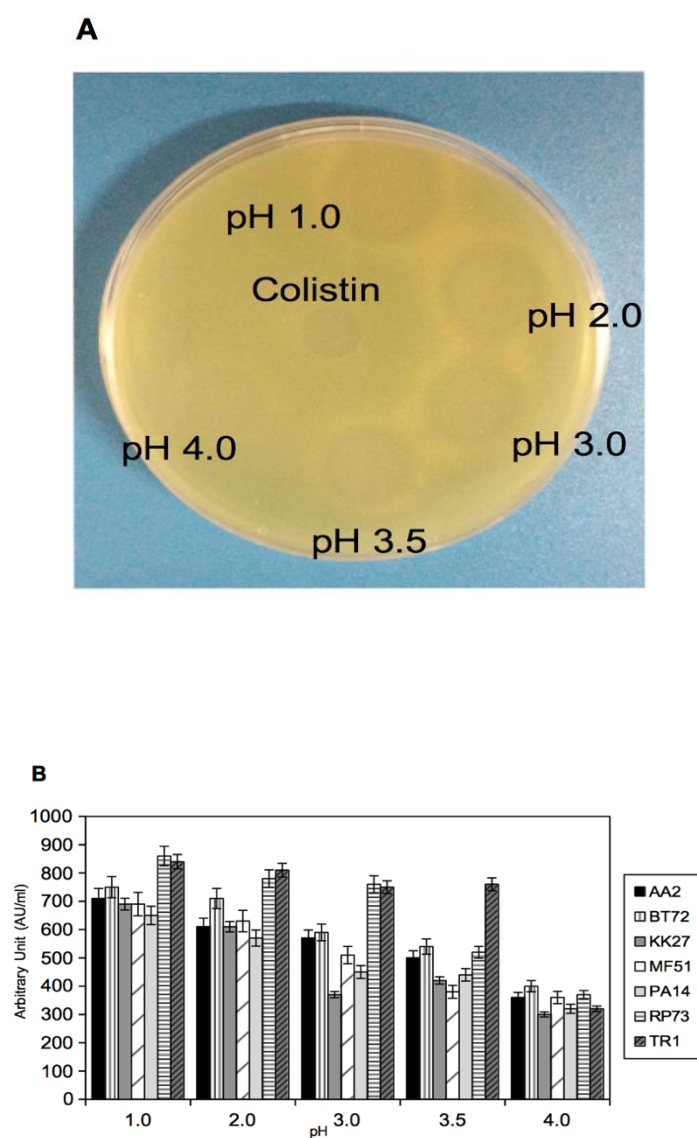 A
pH 1.0
Colistin
pH 2.0
pH 4.0
pH 3.0
pH 3.5
B
1000
900
800
700
600
500
400
300
200
100
0
Arbitrary Unit (AU/ml)
1.0 2.0 3.0 3.5 4.0
pH
AA2
BT72
KK27
MF51
PA14
RP73
TR1